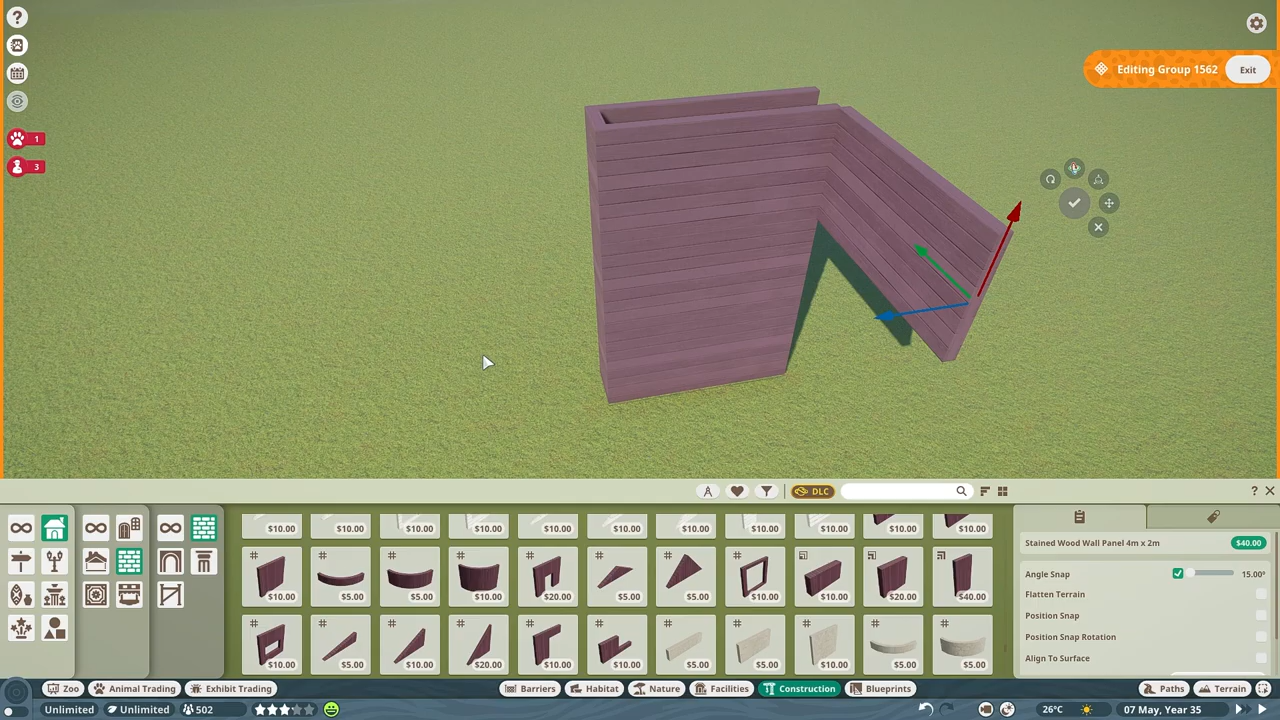 ?
Editing Group 1562 Exit
1
3
DLC
? 
$10.00 $10.00 $10.00 $10.00 $10.00 $10.00 $10.00 $10.00 $10.00 $10.00 $10.00
$10.00 $5.00 $5.00 $10.00 $20.00 $5.00 $5.00 $10.00 $10.00 $20.00 $40.00
$10.00 $5.00 $10.00 $20.00 $10.00 $10.00 $5.00 $5.00 $10.00 $5.00 $5.00
Stained Wood Wall Panel 4m x 2m $40.00
Angle Snap 15.00°
Flatten Terrain
Position Snap
Position Snap Rotation
Align To Surface
Zoo Animal Trading Exhibit Trading Barriers Habitat Nature Facilities Construction Blueprints Paths Terrain
Unlimited Unlimited 502 26°C 07 May, Year 35